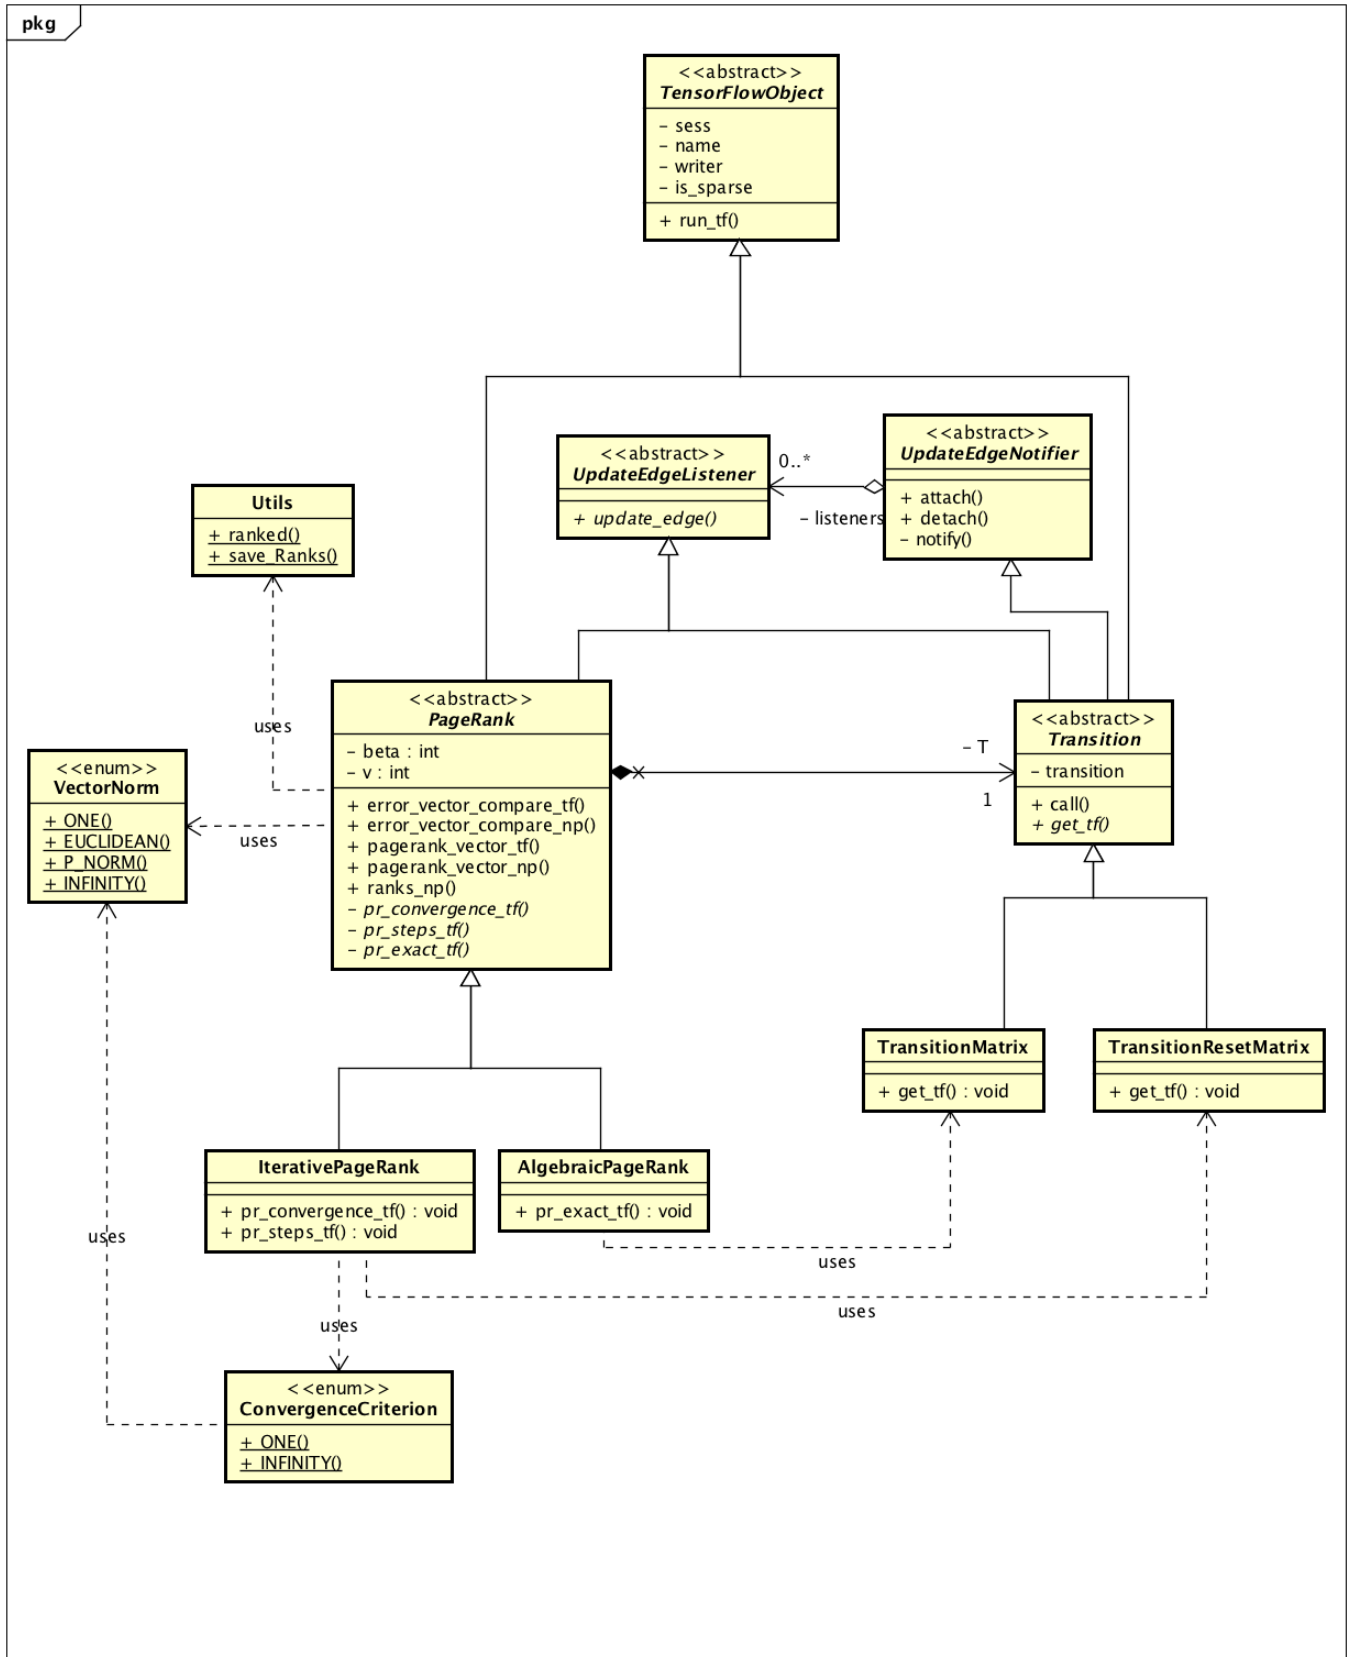 pkg
<<abstract>>
TensorFlowObject
– sess
– name
– writer
– is_sparse
+ run_tf()
<<abstract>>
UpdateEdgeListener
+ update_edge()
0..*
– listeners
<<abstract>>
UpdateEdgeNotifier
+ attach()
+ detach()
– notify()
Utils
+ ranked()
+ save_Ranks()
uses
<<abstract>>
PageRank
– beta : int
– v : int
+ error_vector_compare_tf()
+ error_vector_compare_np()
+ pagerank_vector_tf()
+ pagerank_vector_np()
+ ranks_np()
– pr_convergence_tf()
– pr_steps_tf()
– pr_exact_tf()
– T
1
<<abstract>>
Transition
– transition
+ call()
+ get_tf()
<<enum>>
VectorNorm
+ ONE()
+ EUCLIDEAN()
+ P_NORM()
+ INFINITY()
uses
TransitionMatrix
+ get_tf() : void
TransitionResetMatrix
+ get_tf() : void
IterativePageRank
+ pr_convergence_tf() : void
+ pr_steps_tf() : void
AlgebraicPageRank
+ pr_exact_tf() : void
uses
uses
uses
uses
<<enum>>
ConvergenceCriterion
+ ONE()
+ INFINITY()